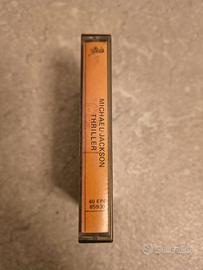 MICHAEL JACKSON
THRILLER
40 EPC
85930